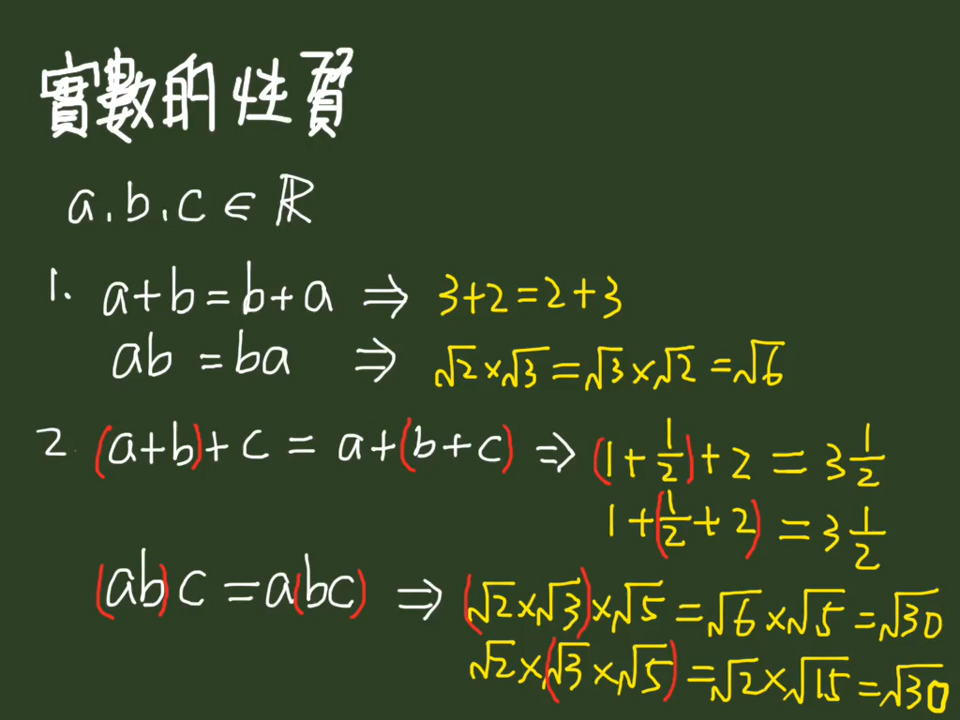 實數的性質
a.b.c ∈ ℝ
1. a+b=b+a ⇒ 3+2=2+3
ab=ba ⇒ √2×√3=√3×√2=√6
2. (a+b)+c=a+(b+c) ⇒ (1+1/2)+2=3 1/2
1+(1/2+2)=3 1/2
(ab)c=a(bc) ⇒ (√2×√3)×√5=√6×√5=√30
√2×(√3×√5)=√2×√15=√30